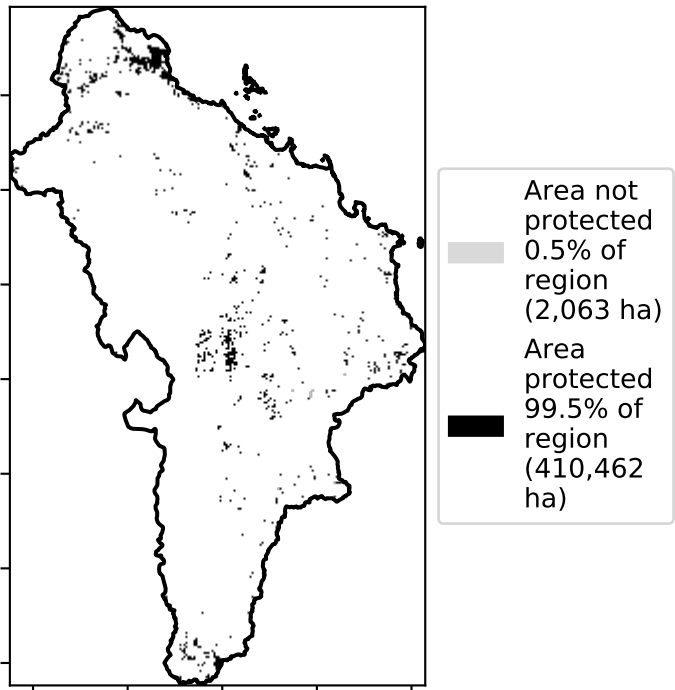 Area not
protected
0.5% of
region
(2,063 ha)
Area
protected
99.5% of
region
(410,462
ha)